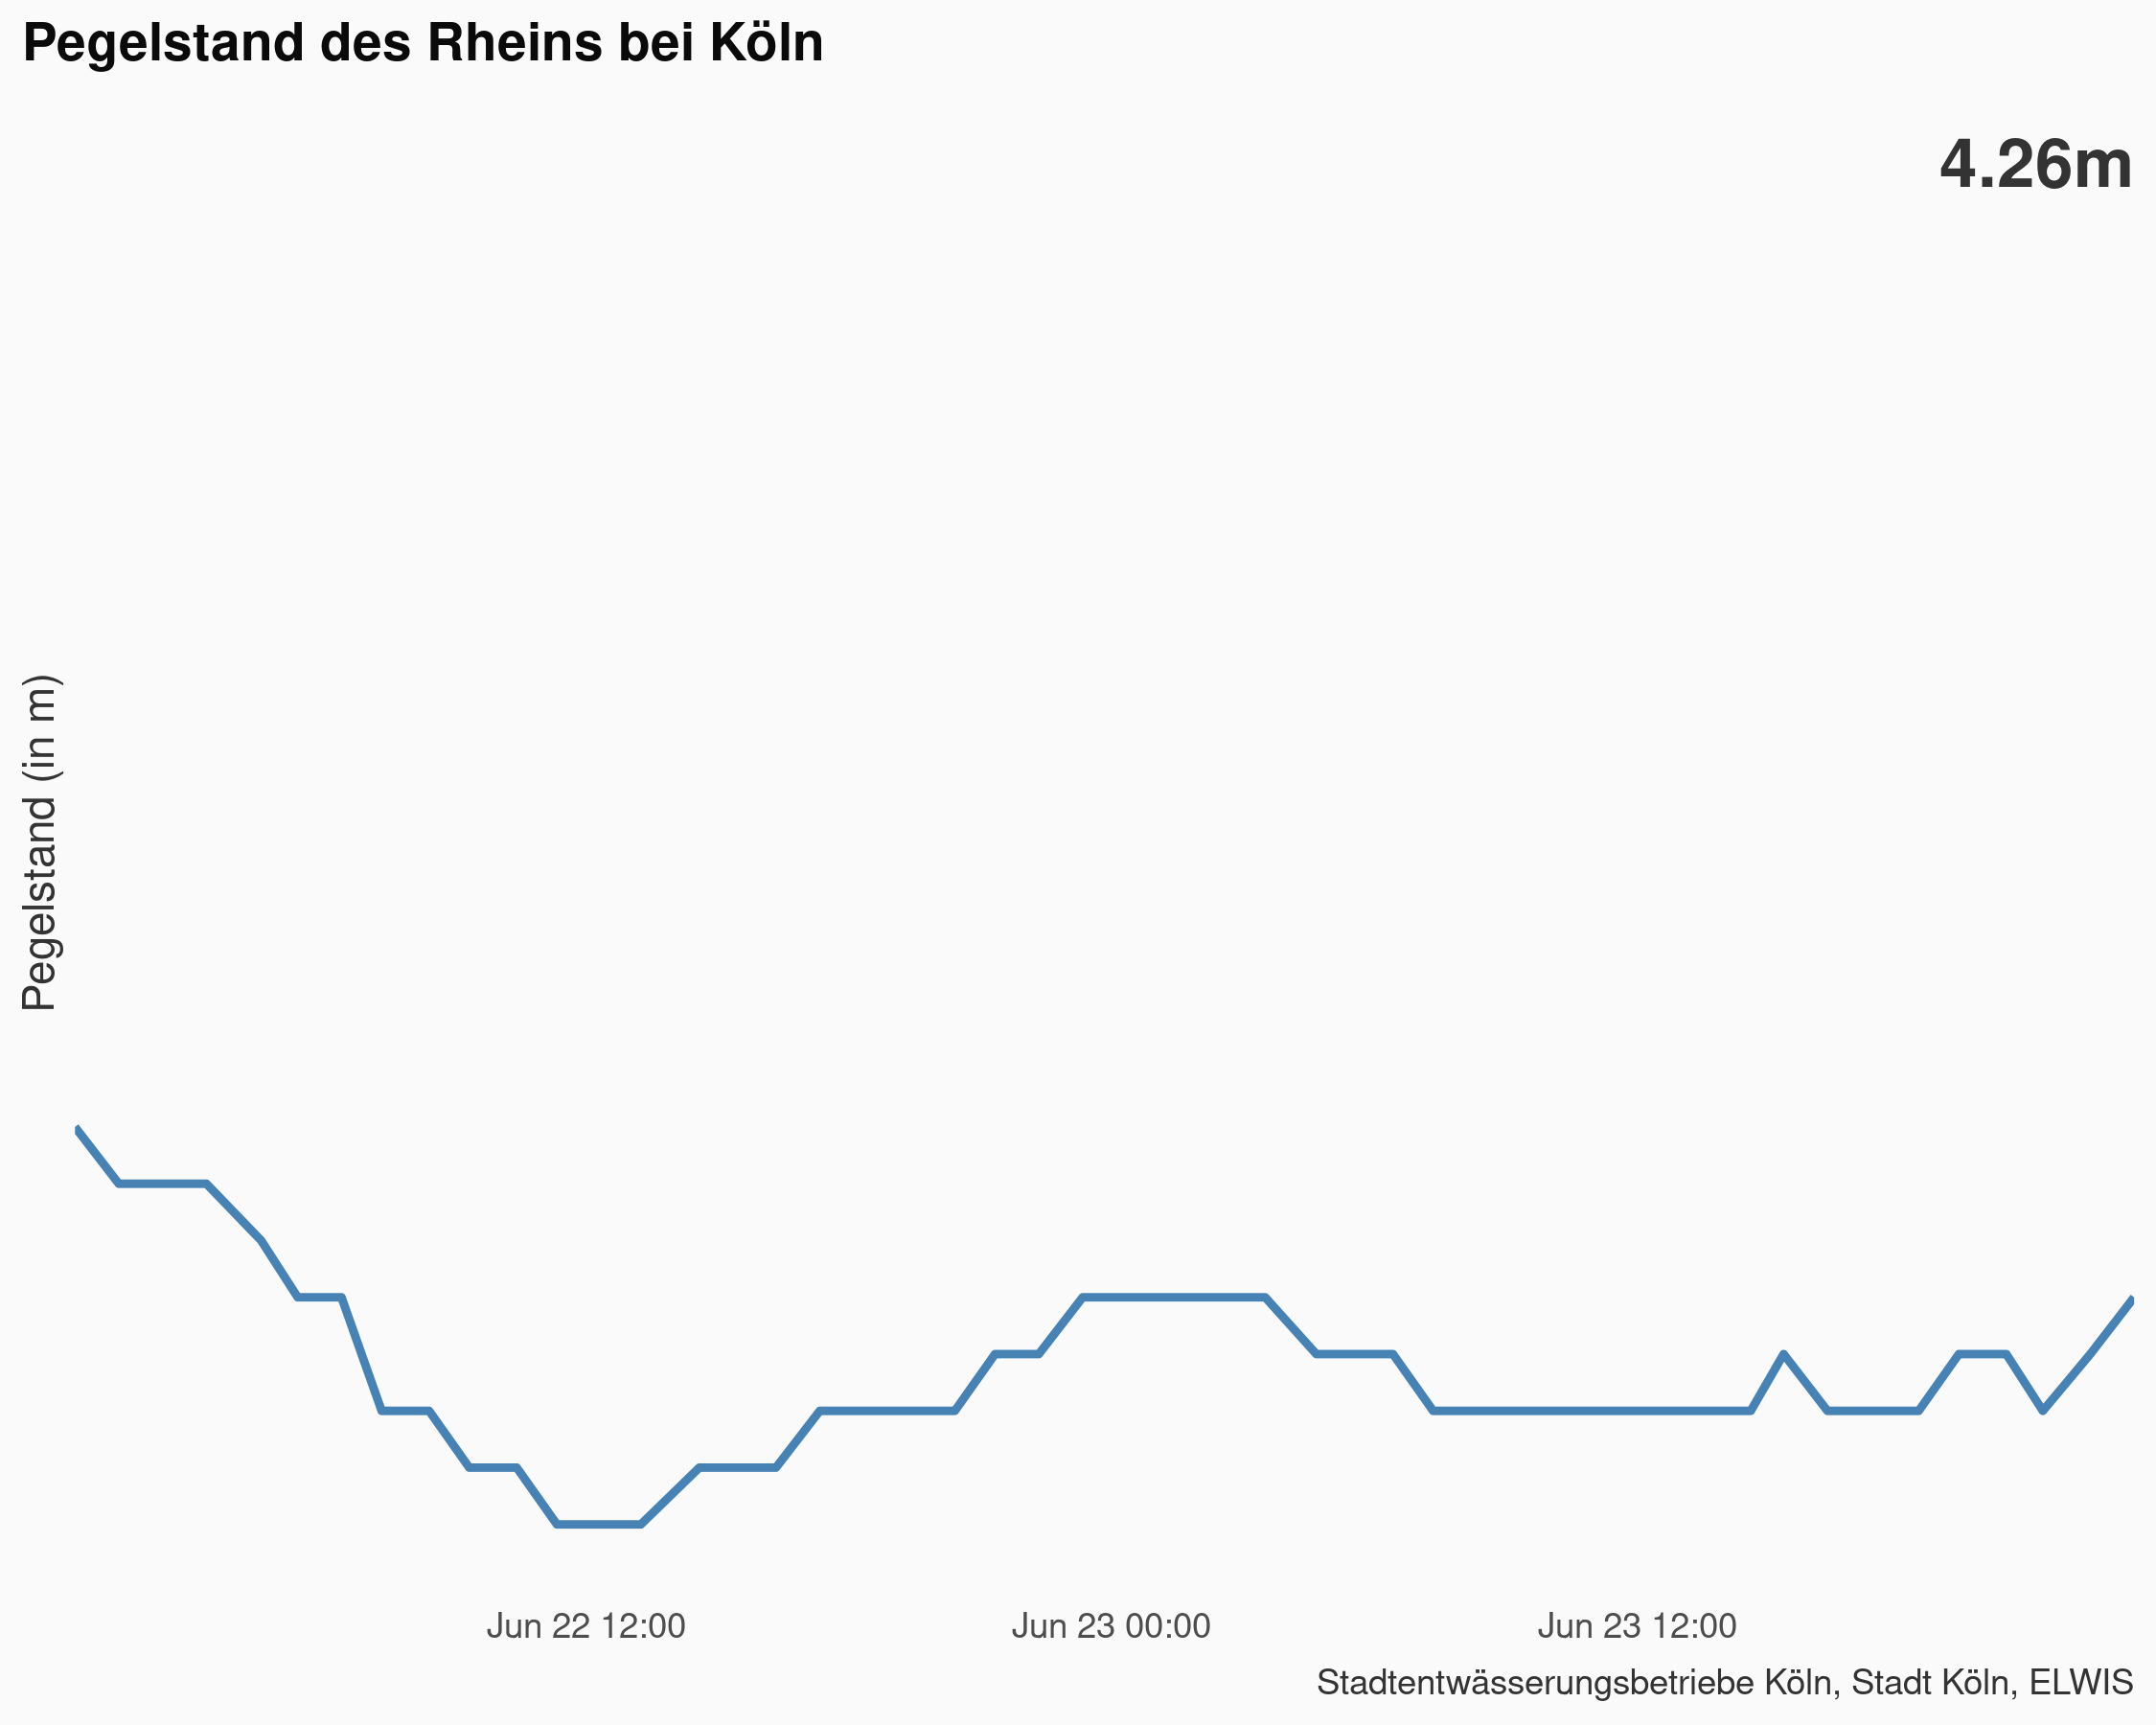 Pegelstand des Rheins bei Köln
4.26m
Pegelstand (in m)
Jun 22 12:00
Jun 23 00:00
Jun 23 12:00
Stadtentwässerungsbetriebe Köln, Stadt Köln, ELWIS